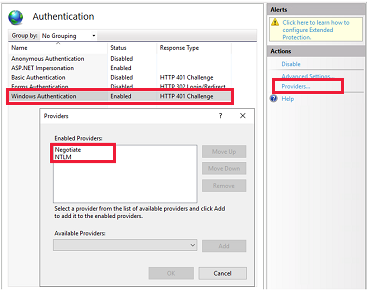 Authentication
Group by: No Grouping
Name Status Response Type
Anonymous Authentication Disabled
ASP.NET Impersonation Enabled
Basic Authentication Disabled HTTP 401 Challenge
Forms Authentication Disabled HTTP 302 Login/Redirect
Windows Authentication Enabled HTTP 401 Challenge
Providers ? ×
Enabled Providers:
Negotiate
NTLM
Move Up
Move Down
Remove
Select a provider from the list of available providers and click Add
to add it to the enabled providers.
Available Providers:
Add
OK Cancel
Alerts
Click here to learn how to
configure Extended
Protection.
Actions
Disable
Advanced Settings...
Providers...
Help